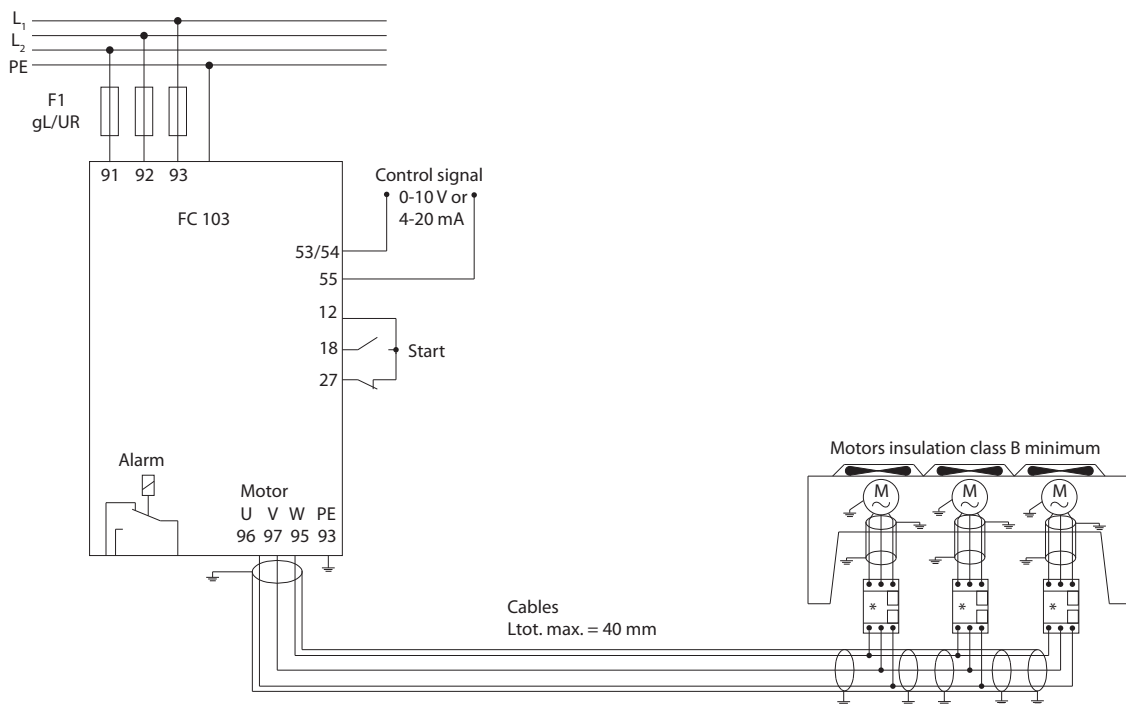 L1
L2
PE
F1
gL/UR
91 92 93
FC 103
Control signal
0-10 V or
4-20 mA
53/54
55
12
18
Start
27
Alarm
Motor
U V W PE
96 97 95 93
Motors insulation class B minimum
M M M
* * *
Cables
Ltot. max. = 40 mm